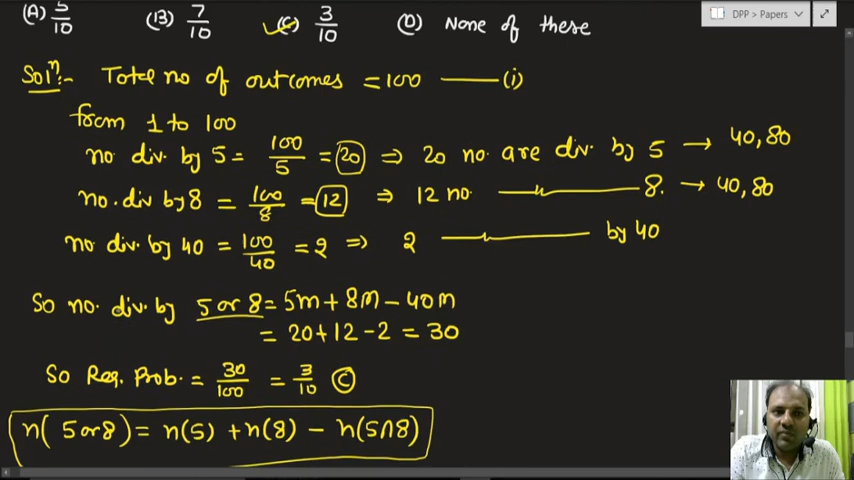 (A) 5/10 (B) 7/10 (C) 3/10 (D) None of these
DPP > Papers
Solⁿ:- Total no of outcomes = 100 —— (i)
from 1 to 100
no div. by 5 = 100/5 = 20 ⇒ 20 no. are div. by 5 → 40, 80
no. div by 8 = 100/8 = 12 ⇒ 12 no. —— 8. → 40, 80
no div. by 40 = 100/40 = 2 ⇒ 2 —— by 40
So no. div. by 5 or 8 = 5m + 8m − 40m
= 20+12−2 = 30
So Req. Prob. = 30/100 = 3/10 (C)
n( 5 or 8) = n(5) + n(8) − n(5∩8)